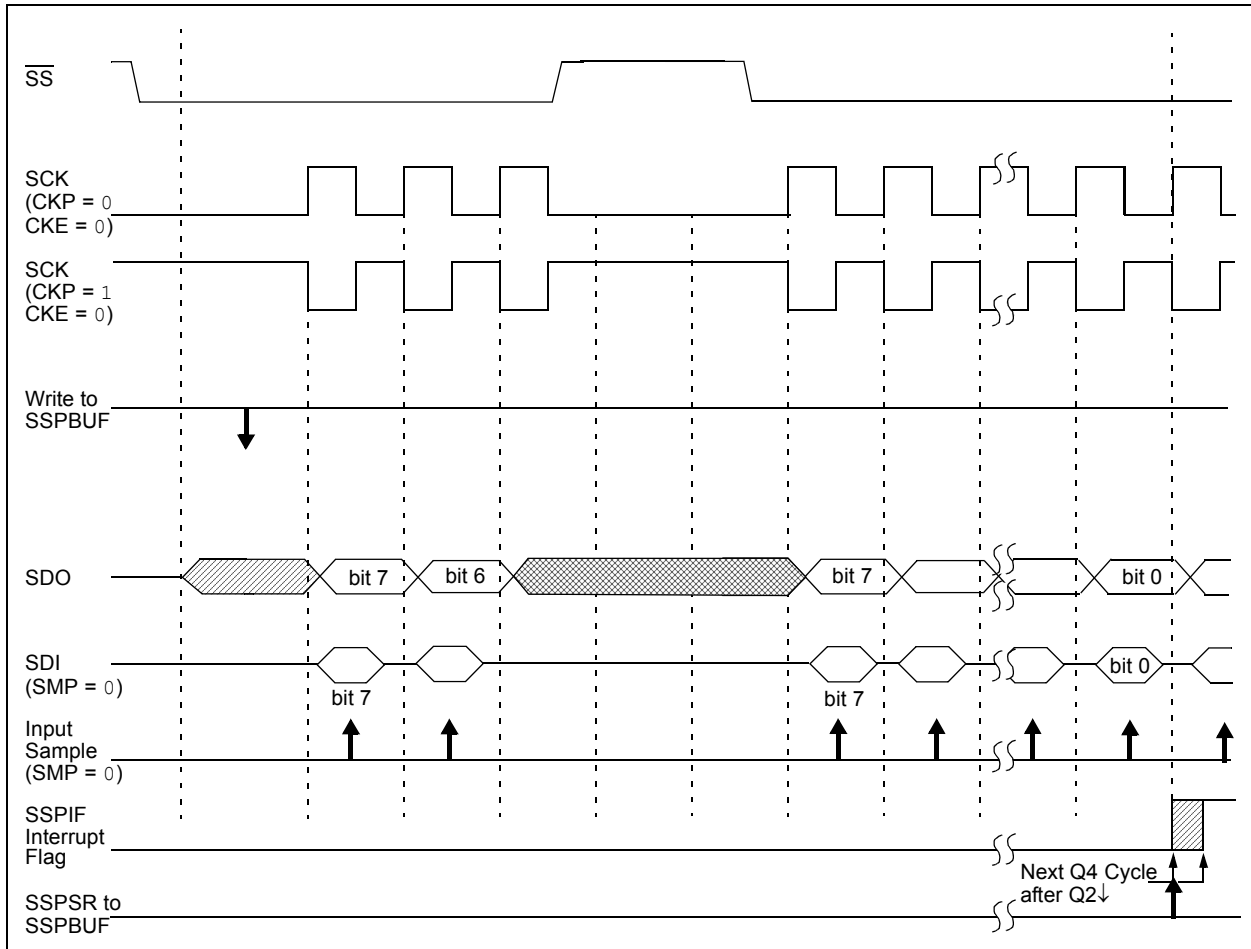 SS
SCK
(CKP = 0
CKE = 0)
SCK
(CKP = 1
CKE = 0)
Write to
SSPBUF
SDO
bit 7
bit 6
bit 7
bit 0
SDI
(SMP = 0)
bit 7
bit 7
bit 0
Input
Sample
(SMP = 0)
SSPIF
Interrupt
Flag
Next Q4 Cycle
after Q2↓
SSPSR to
SSPBUF